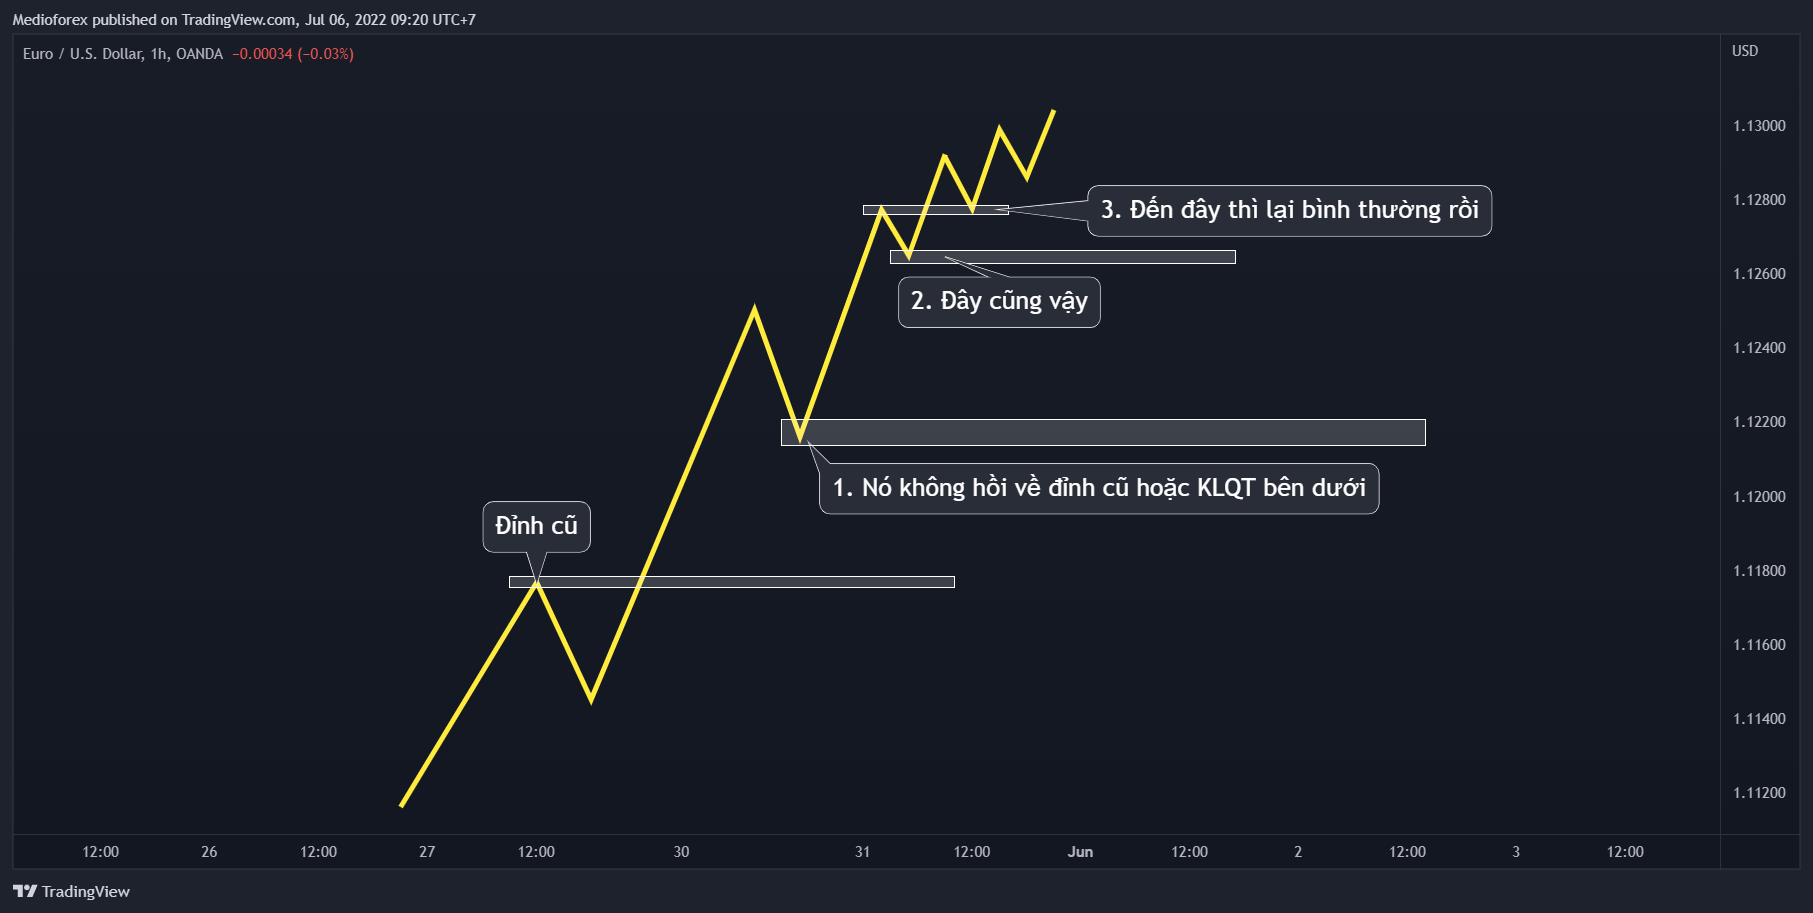 Medioforex published on TradingView.com, Jul 06, 2022 09:20 UTC+7
Euro / U.S. Dollar, 1h, OANDA −0.00034 (−0.03%)
USD
1.13000
1.12800
3. Đến đây thì lại bình thường rồi
1.12600
2. Đây cũng vậy
1.12400
1.12200
1. Nó không hồi về đỉnh cũ hoặc KLQT bên dưới
1.12000
Đỉnh cũ
1.11800
1.11600
1.11400
1.11200
12:00 26 12:00 27 12:00 30 31 12:00 Jun 12:00 2 12:00 3 12:00
TradingView